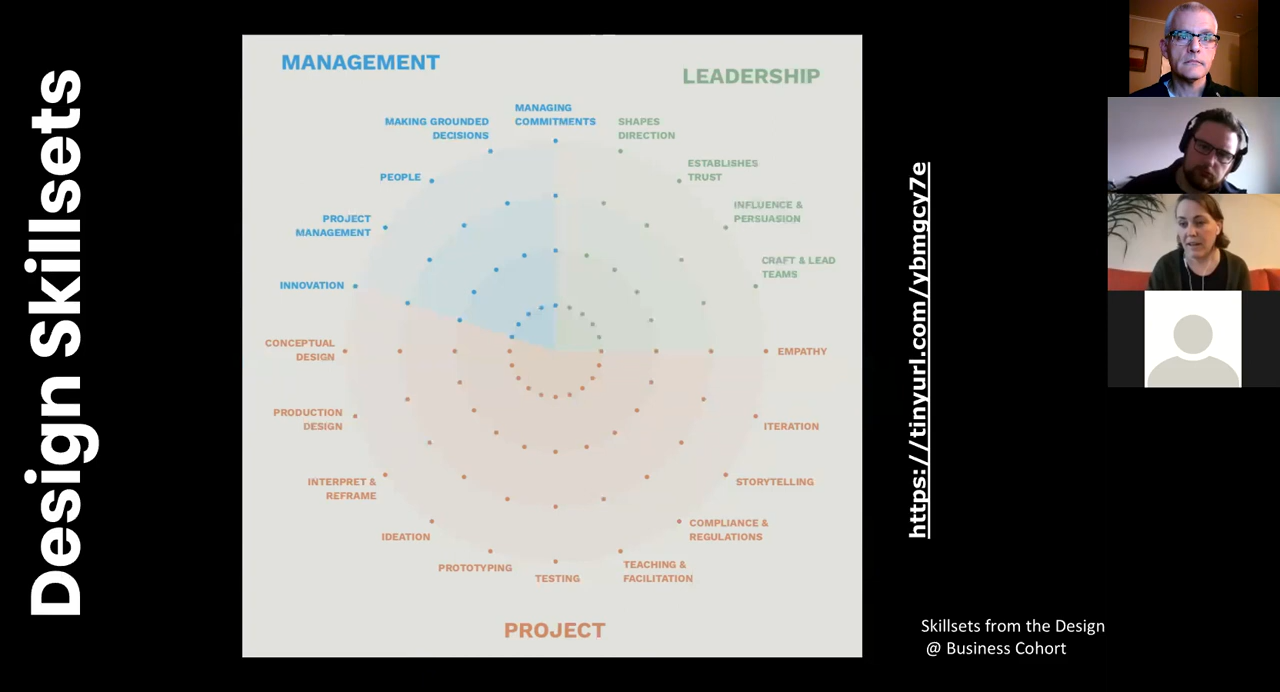 Design Skillsets
MANAGEMENT
LEADERSHIP
MANAGING
COMMITMENTS
MAKING GROUNDED
DECISIONS
PEOPLE
PROJECT
MANAGEMENT
INNOVATION
SHAPES
DIRECTION
ESTABLISHES
TRUST
INFLUENCE &
PERSUASION
CRAFT & LEAD
TEAMS
CONCEPTUAL
DESIGN
PRODUCTION
DESIGN
INTERPRET &
REFRAME
IDEATION
PROTOTYPING
TESTING
TEACHING &
FACILITATION
COMPLIANCE &
REGULATIONS
STORYTELLING
ITERATION
EMPATHY
PROJECT
https://tinyurl.com/ybmgcy7e
Skillsets from the Design
@ Business Cohort